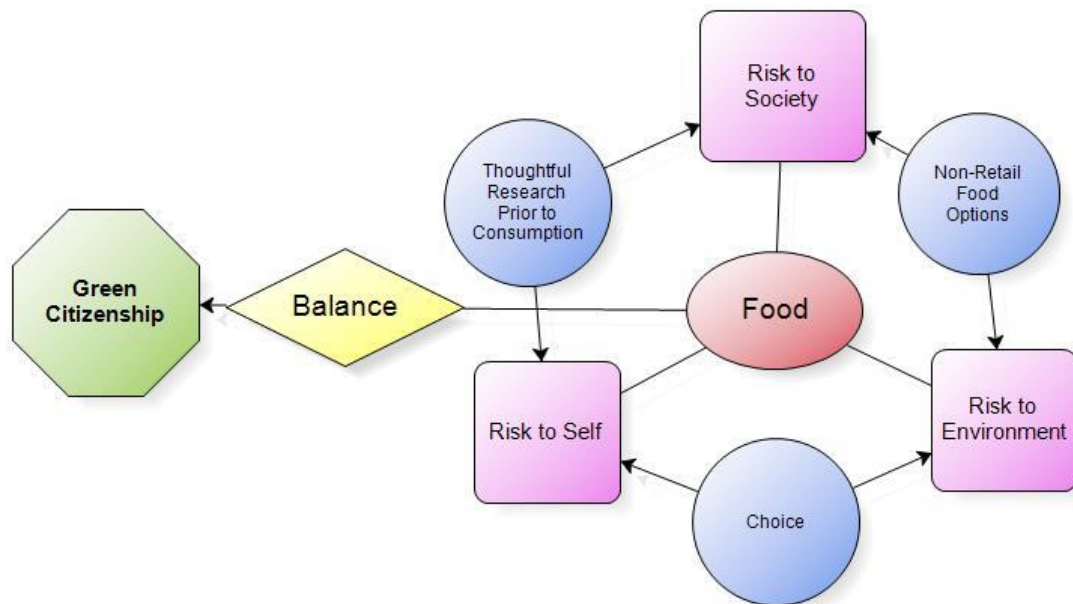 Risk to
Society
Thoughtful
Research
Prior to
Consumption
Non-Retail
Food
Options
Green
Citizenship
Balance
Food
Risk to Self
Risk to
Environment
Choice